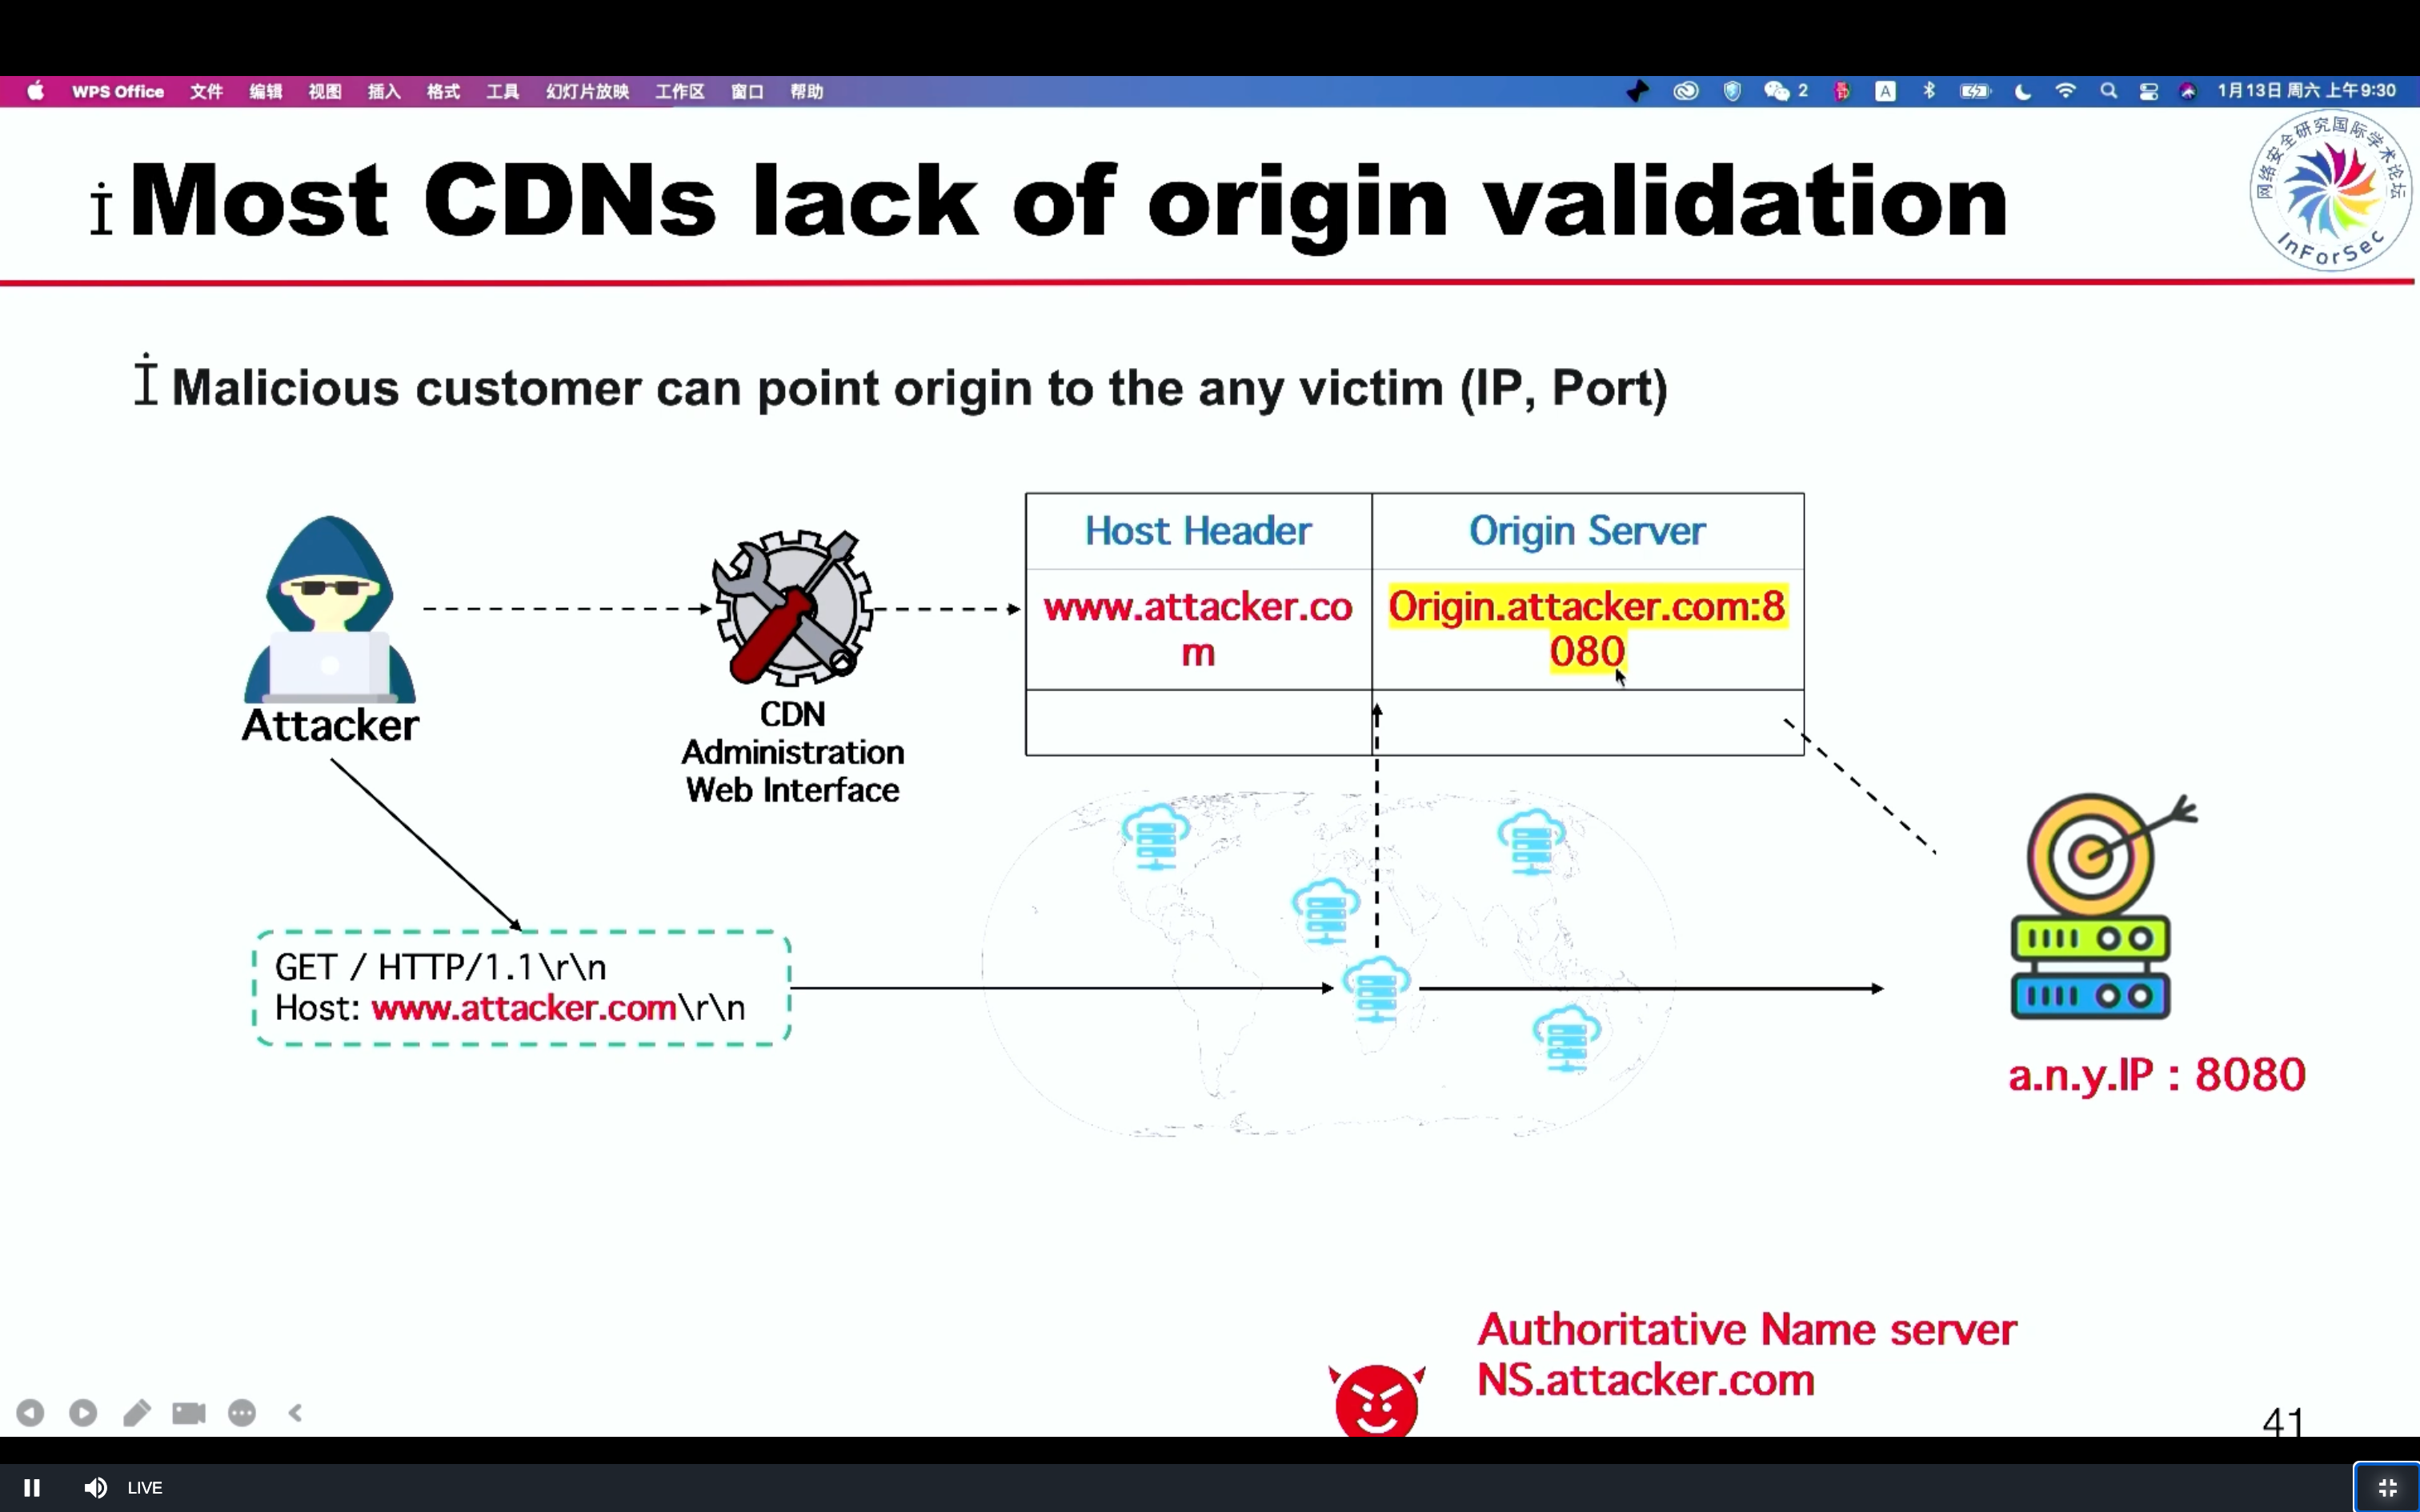 WPS Office 文件 编辑 视图 插入 格式 工具 幻灯片放映 工作区 窗口 帮助 2 A 1月13日 周六 上午9:30
Most CDNs lack of origin validation
网络安全研究国际学术论坛
InForSec
Malicious customer can point origin to the any victim (IP, Port)
Host Header Origin Server
www.attacker.co
m
Origin.attacker.com:8
080
Attacker
CDN
Administration
Web Interface
GET / HTTP/1.1\r\n
Host: www.attacker.com\r\n
a.n.y.IP : 8080
Authoritative Name server
NS.attacker.com
41
LIVE